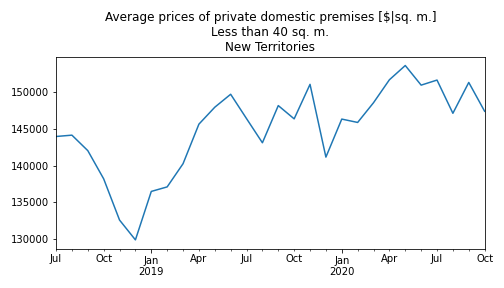 Average prices of private domestic premises [$|sq. m.]
Less than 40 sq. m.
New Territories
150000
145000
140000
135000
130000
Jul Oct Jan Apr Jul Oct Jan Apr Jul Oct
2019 2020